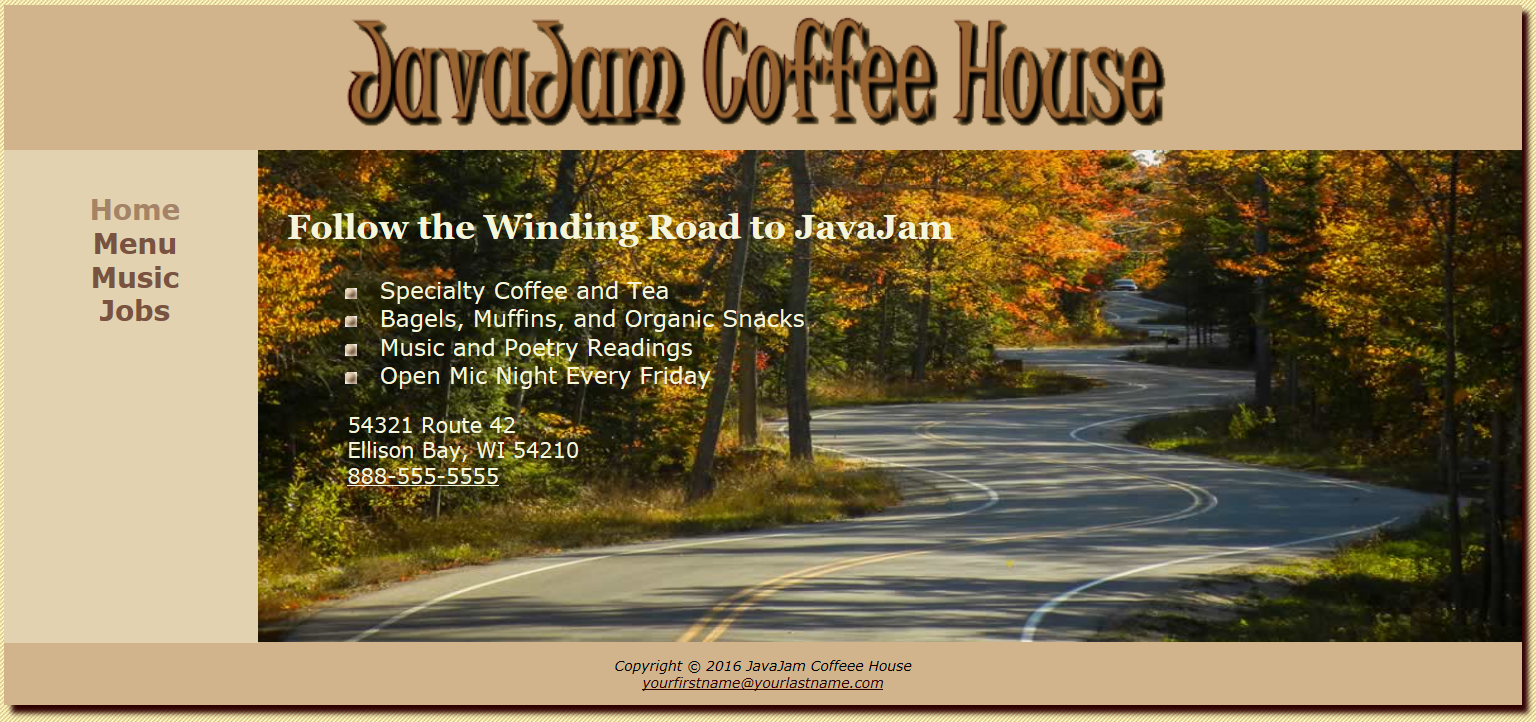 JavaJam Coffee House
Home
Menu
Music
Jobs
Follow the Winding Road to JavaJam
Specialty Coffee and Tea
Bagels, Muffins, and Organic Snacks
Music and Poetry Readings
Open Mic Night Every Friday
54321 Route 42
Ellison Bay, WI 54210
888-555-5555
Copyright © 2016 JavaJam Coffeee House
yourfirstname@yourlastname.com